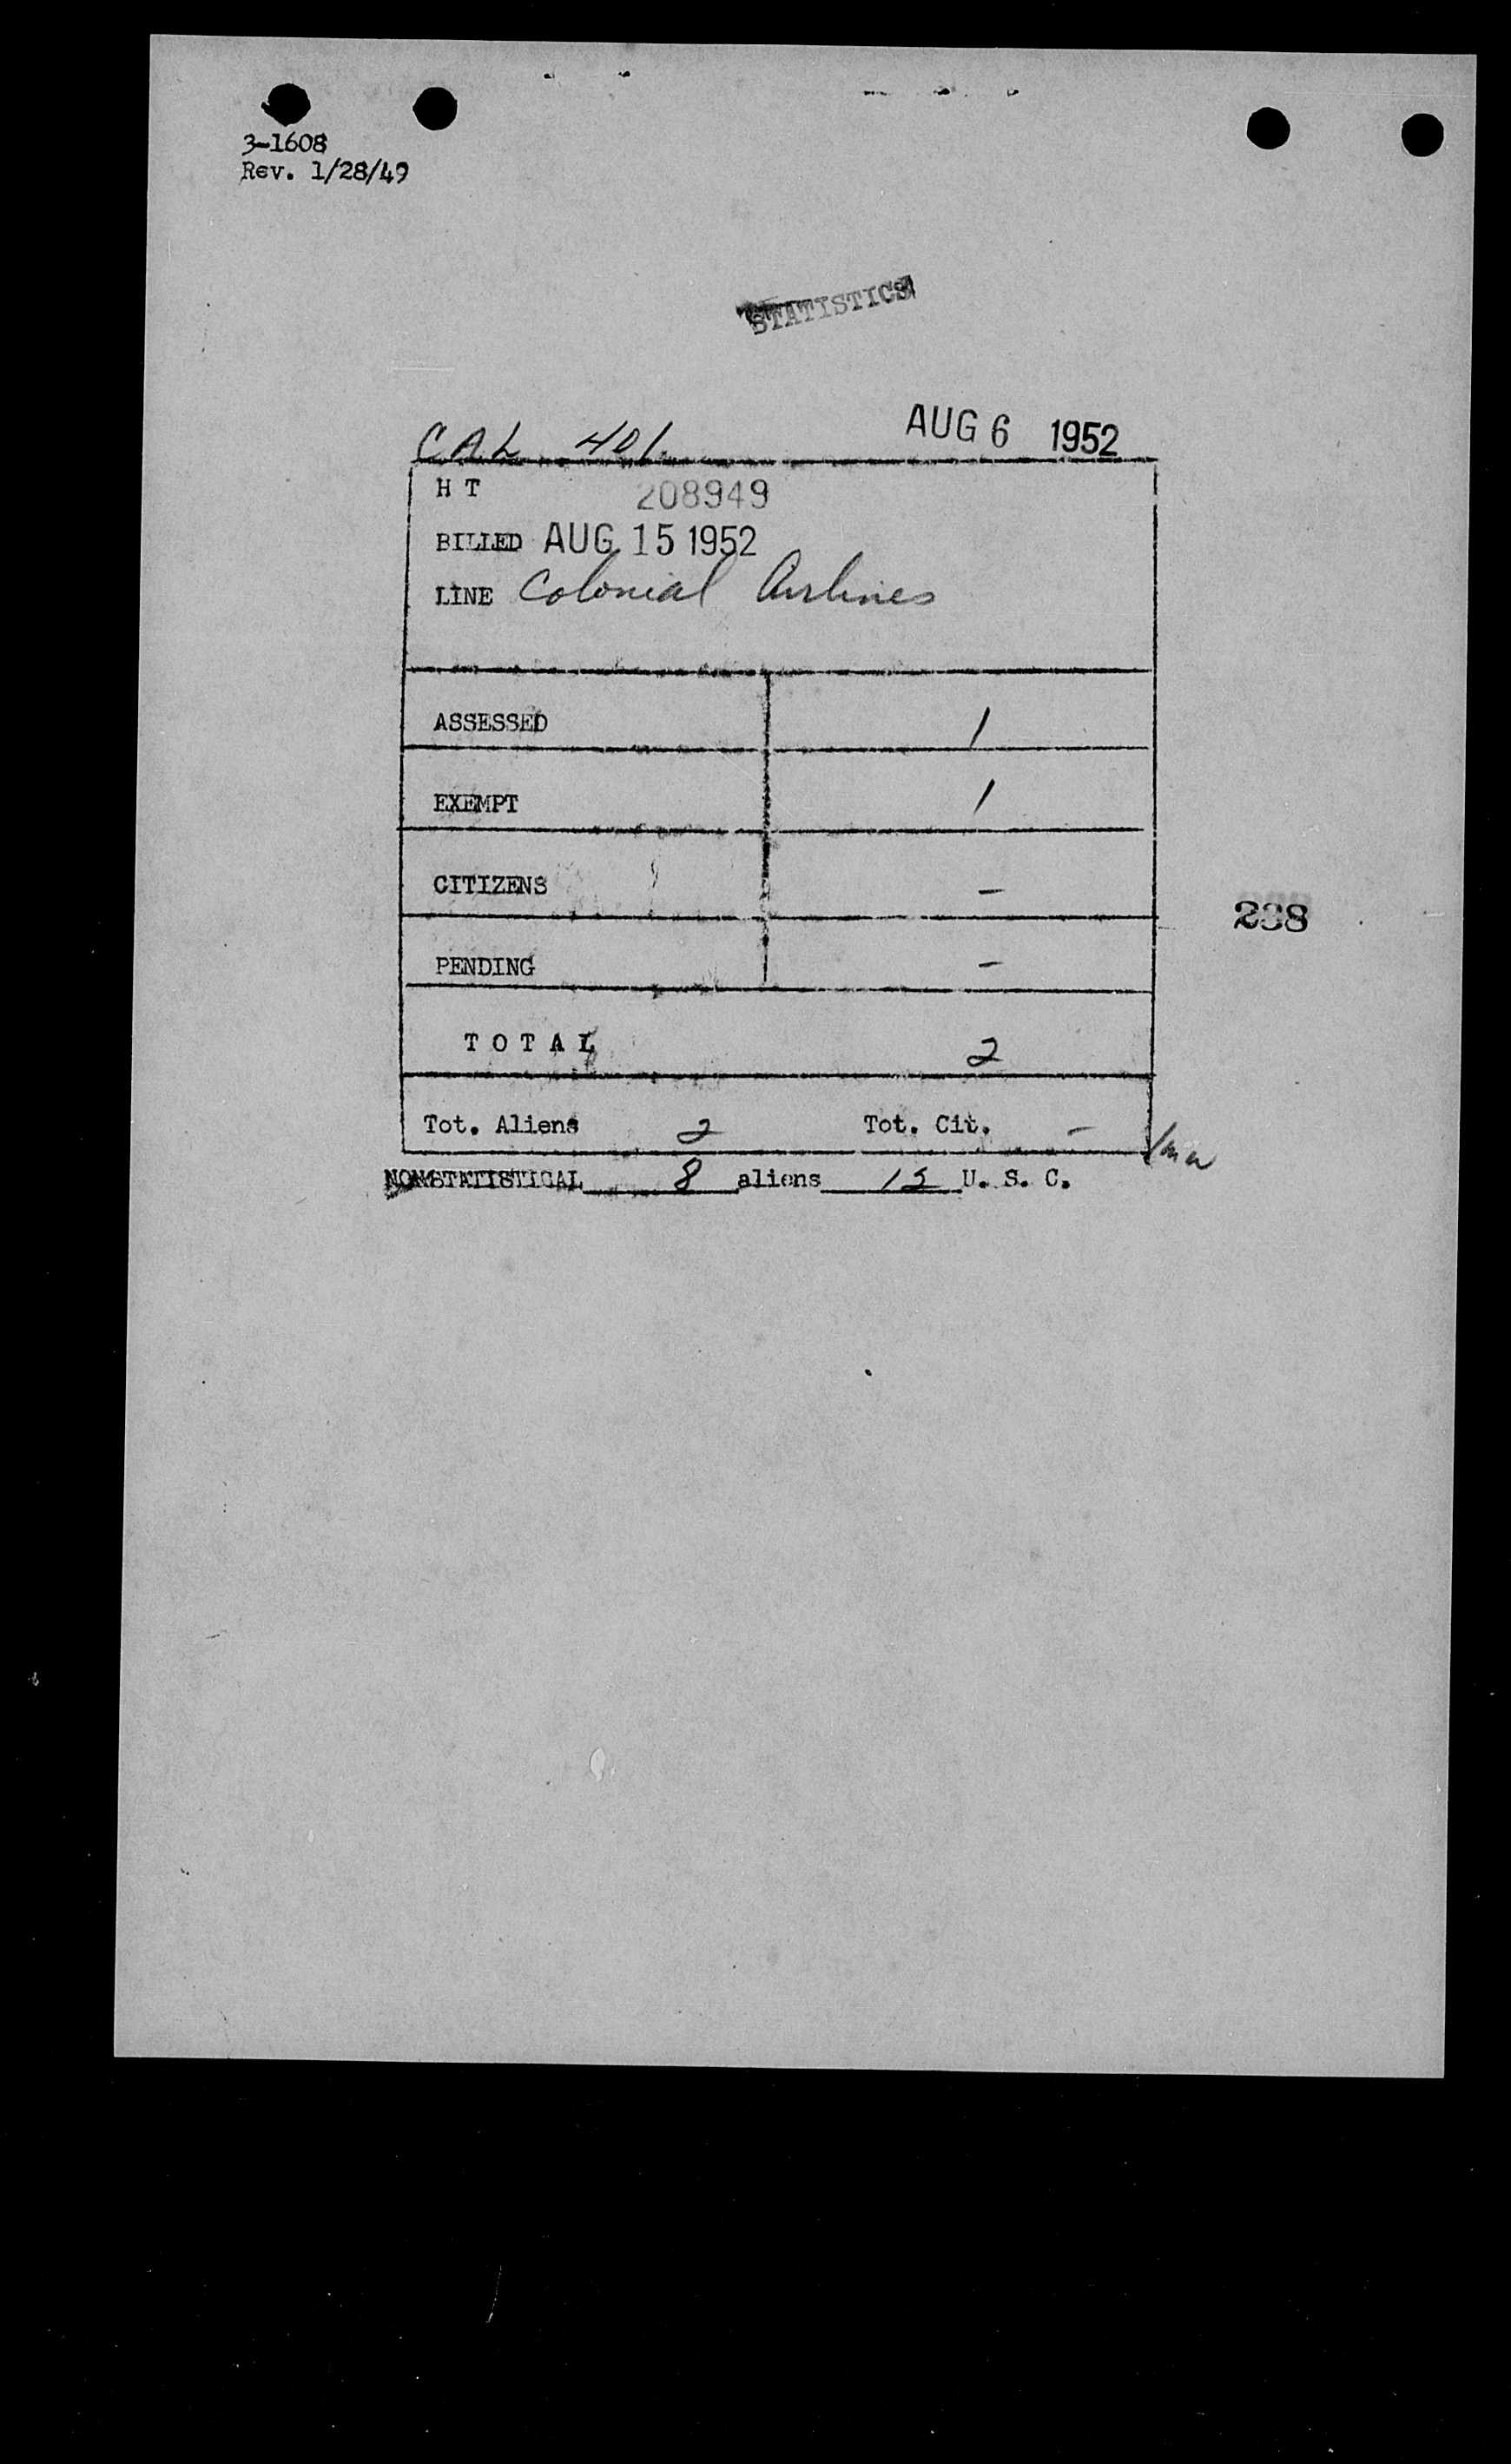 3-1608
Rev. 1/28/49
STATISTICS
CAL 401 AUG 6 1952
H T 208949
BILLED AUG 15 1952
LINE Colonial Airlines
ASSESSED 1
EXEMPT 1
CITIZENS -
PENDING -
TOTAL 2
Tot. Aliens 2 Tot. Cit. -
NONSTATISTICAL 8 aliens 15 U. S. C.